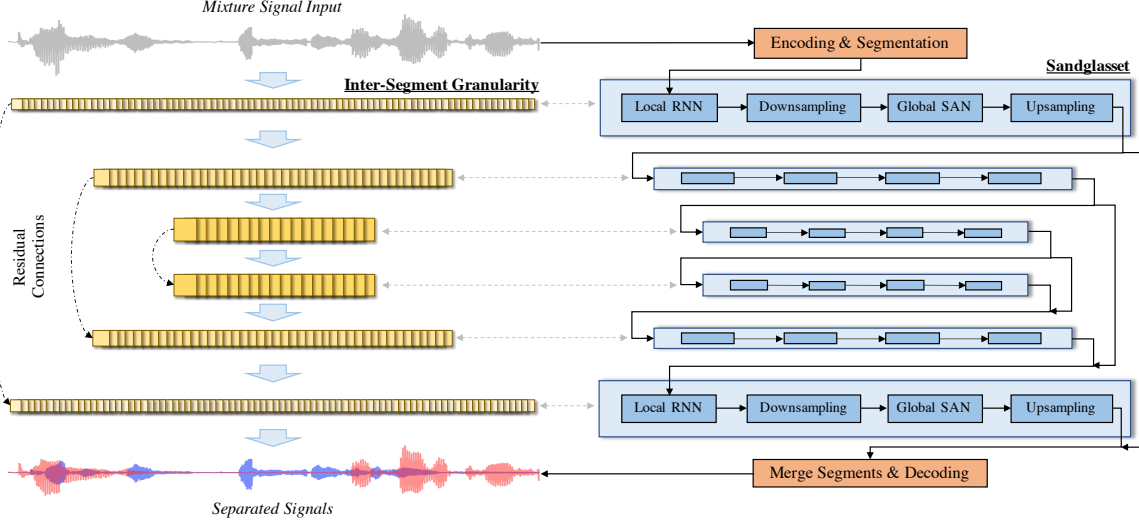 Mixture Signal Input
Encoding & Segmentation
Inter-Segment Granularity
Sandglasset
Local RNN
Downsampling
Global SAN
Upsampling
Residual
Connections
Local RNN
Downsampling
Global SAN
Upsampling
Merge Segments & Decoding
Separated Signals